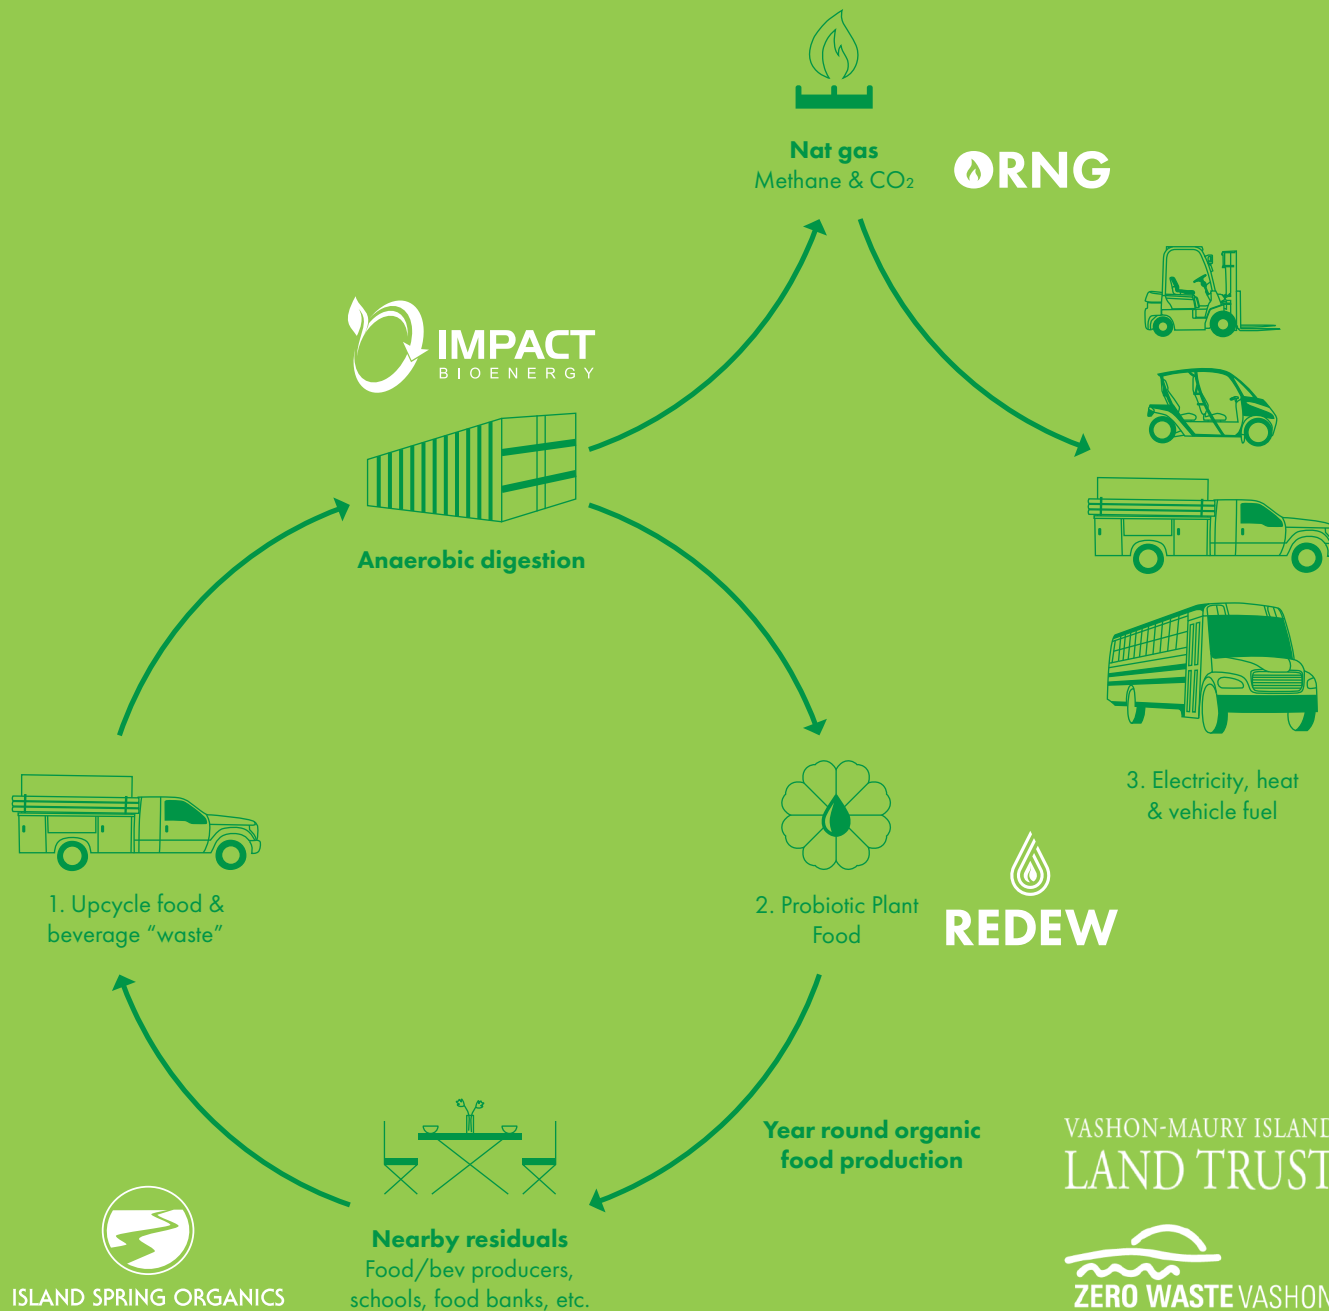 Nat gas
Methane & CO₂
RNG
IMPACT
BIOENERGY
Anaerobic digestion
3. Electricity, heat
& vehicle fuel
1. Upcycle food &
beverage “waste”
2. Probiotic Plant
Food
REDEW
Year round organic
food production
VASHON-MAURY ISLAND
LAND TRUST
Nearby residuals
Food/bev producers,
schools, food banks, etc.
ISLAND SPRING ORGANICS
ZERO WASTE VASHON